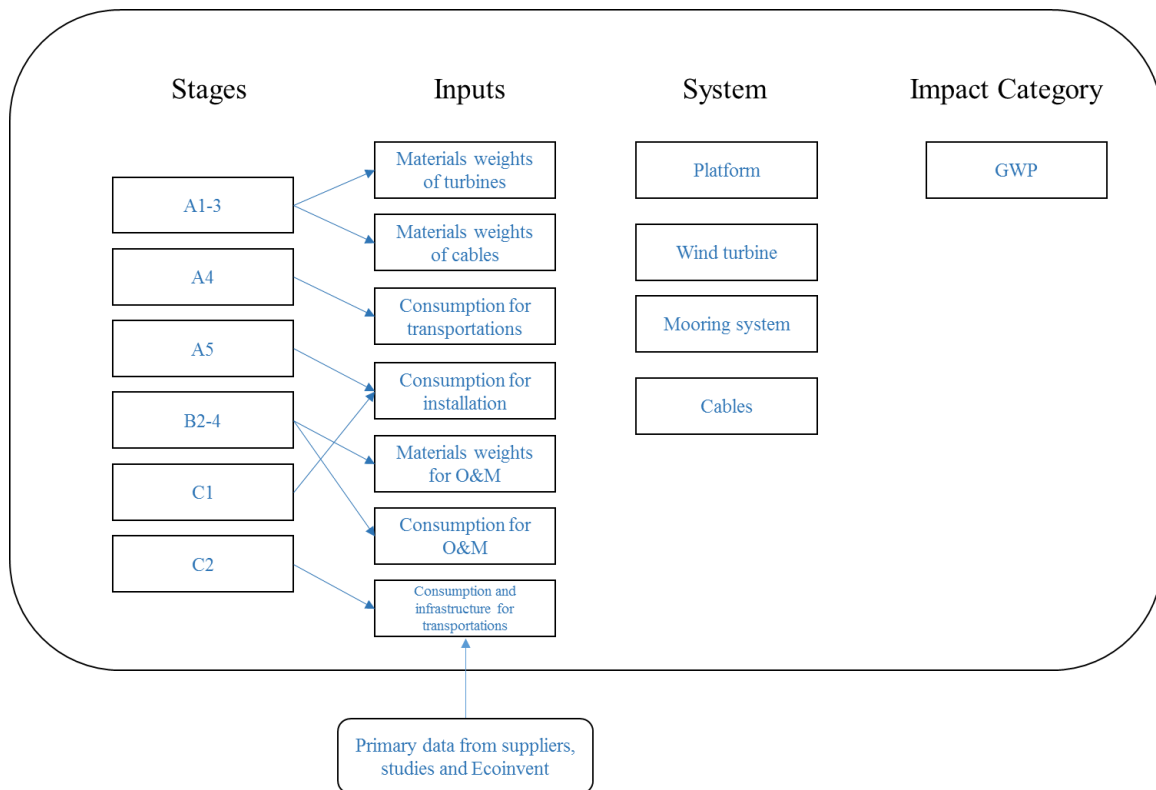 Stages
Inputs
System
Impact Category
A1-3
A4
A5
B2-4
C1
C2
Materials weights
of turbines
Materials weights
of cables
Consumption for
transportations
Consumption for
installation
Materials weights
for O&M
Consumption for
O&M
Consumption and
infrastructure for
transportations
Platform
Wind turbine
Mooring system
Cables
GWP
Primary data from suppliers,
studies and Ecoinvent